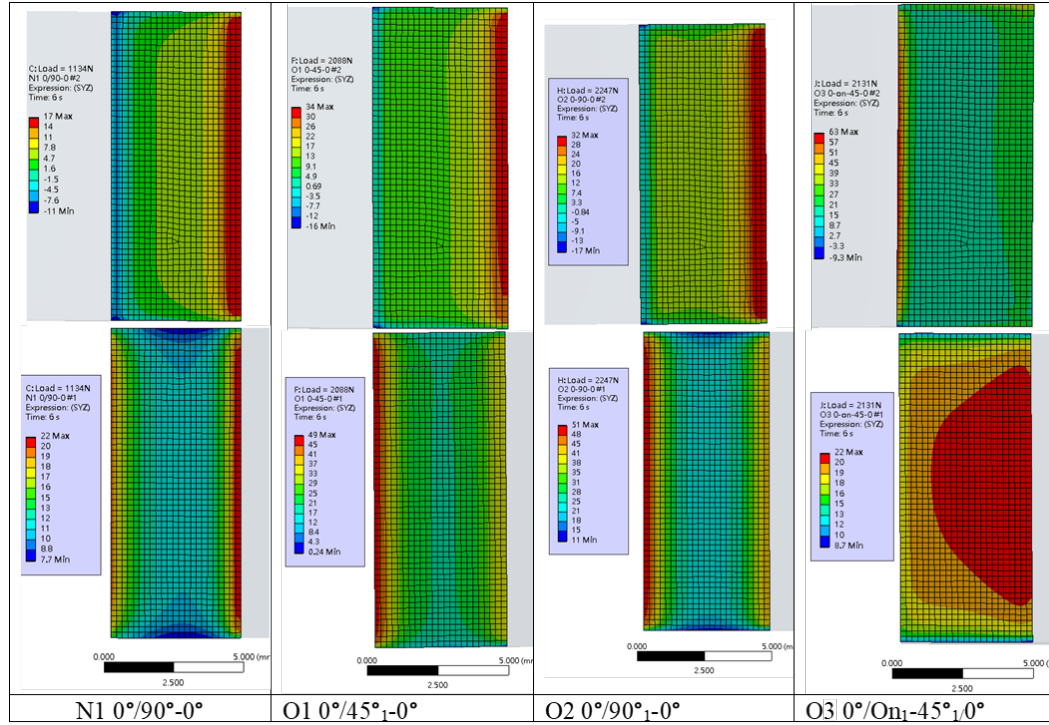 C: Load = 1134N
N1 0/90-0 #2
Expression: (SYZ)
Time: 6 s
17 Max
14
11
7.8
4.7
1.6
-1.5
-4.5
-7.6
-11 Min
F: Load = 2088N
O1 0-45-0 #2
Expression: (SYZ)
Time: 6 s
34 Max
30
26
22
17
13
9.1
4.9
0.69
-3.5
-7.7
-12
-16 Min
H: Load = 2247N
O2 0-90-0 #2
Expression: (SYZ)
Time: 6 s
32 Max
28
24
20
16
12
7.4
3.3
-0.84
-5
-9.1
-13
-17 Min
J: Load = 2131N
O3 0-on-45-0 #2
Expression: (SYZ)
Time: 6 s
63 Max
57
51
45
39
33
27
21
15
8.7
2.7
-3.3
-9.3 Min
C: Load = 1134N
N1 0/90-0 #1
Expression: (SYZ)
Time: 6 s
22 Max
20
19
18
17
16
15
13
12
11
10
8.8
7.7 Min
0.000
5.000 (mr
2.500
F: Load = 2088N
O1 0-45-0 #1
Expression: (SYZ)
Time: 6 s
49 Max
45
41
37
33
29
25
21
17
12
8.4
4.3
0.24 Min
0.000
5.000 (mr
2.500
H: Load = 2247N
O2 0-90-0 #1
Expression: (SYZ)
Time: 6 s
51 Max
48
45
41
38
35
31
28
25
21
18
15
11 Min
0.000
5.000 (mr
2.500
J: Load = 2131N
O3 0-on-45-0 #1
Expression: (SYZ)
Time: 6 s
22 Max
20
19
18
16
15
13
12
10
8.7 Min
0.000
5.000 (mr
2.500
N1 0°/90°-0°
O1 0°/45°₁-0°
O2 0°/90°₁-0°
O3 0°/On₁-45°₁/0°